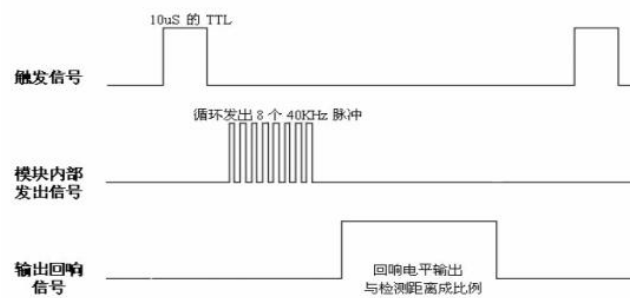 10uS 的 TTL
触发信号
循环发出 8 个 40KHz 脉冲
模块内部
发出信号
输出回响
信号
回响电平输出
与检测距离成比例